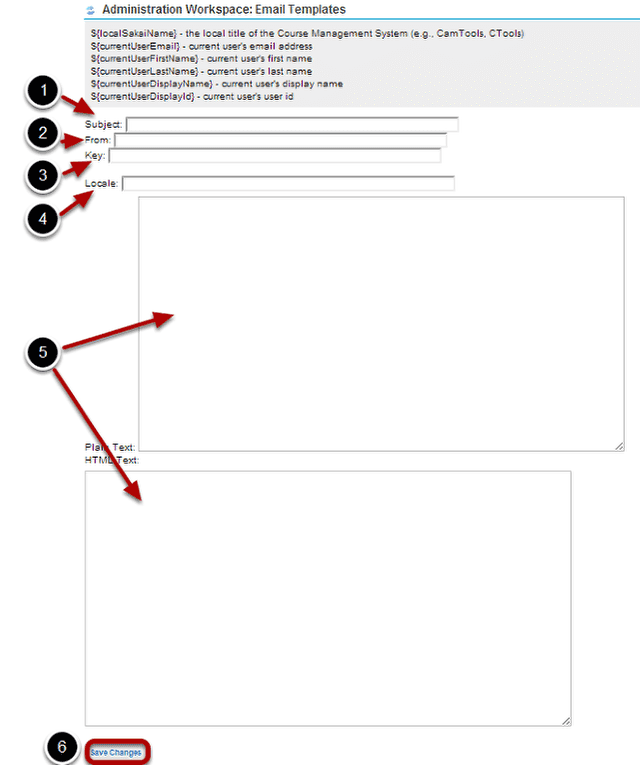 Administration Workspace: Email Templates
${localSakaiName} - the local title of the Course Management System (e.g., CamTools, CTools)
${currentUserEmail} - current user's email address
${currentUserFirstName} - current user's first name
${currentUserLastName} - current user's last name
${currentUserDisplayName} - current user's display name
${currentUserDisplayId} - current user's user id
1
Subject:
2
From:
3
Key:
4
Locale:
5
Plain Text:
HTML Text:
6
Save Changes